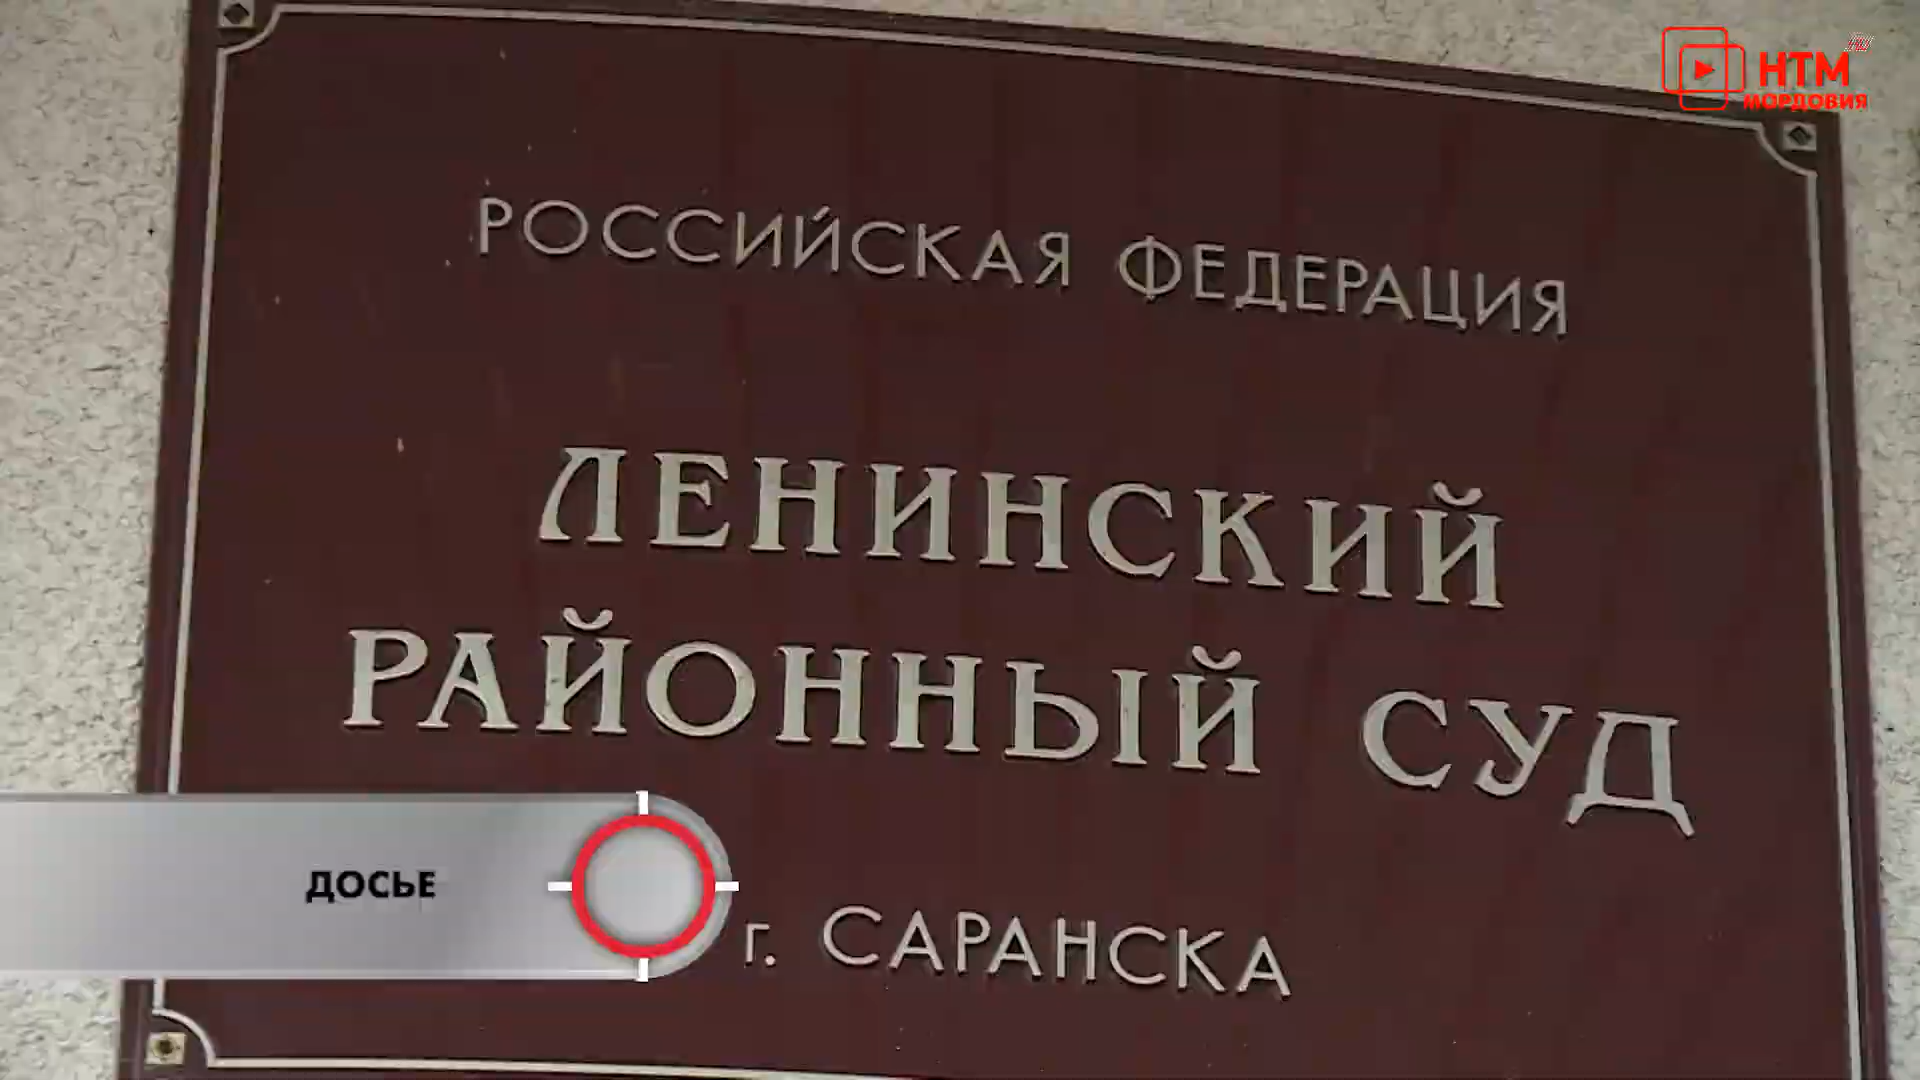 НТМ
МОРДОВИЯ
РОССИЙСКАЯ ФЕДЕРАЦИЯ
ЛЕНИНСКИЙ
РАЙОННЫЙ СУД
г. САРАНСКА
ДОСЬЕ